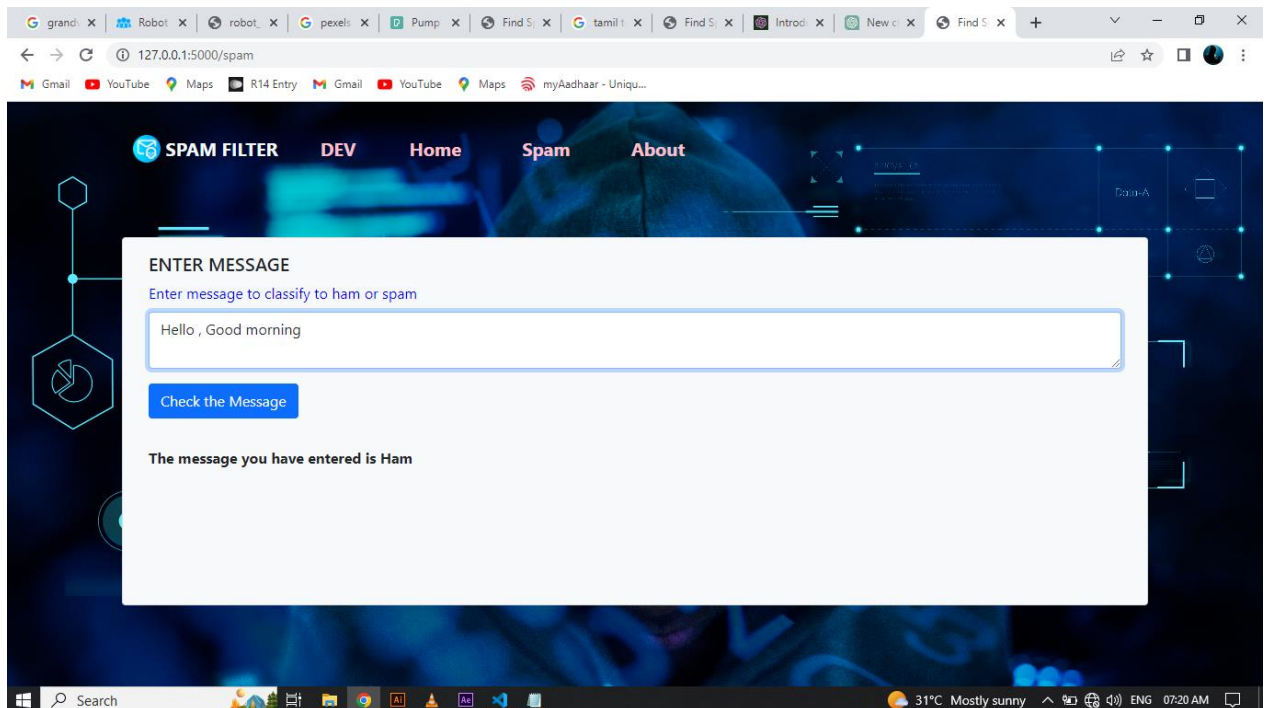 grand Robot robot_ pexels Pump Find S tamil t Find S Introd New c Find S
127.0.0.1:5000/spam
Gmail YouTube Maps R14 Entry Gmail YouTube Maps myAadhaar - Uniqu...
SPAM FILTER DEV Home Spam About
Data-A
ENTER MESSAGE
Enter message to classify to ham or spam
Hello , Good morning
Check the Message
The message you have entered is Ham
Search Ai Ae 31°C Mostly sunny ENG 07:20 AM